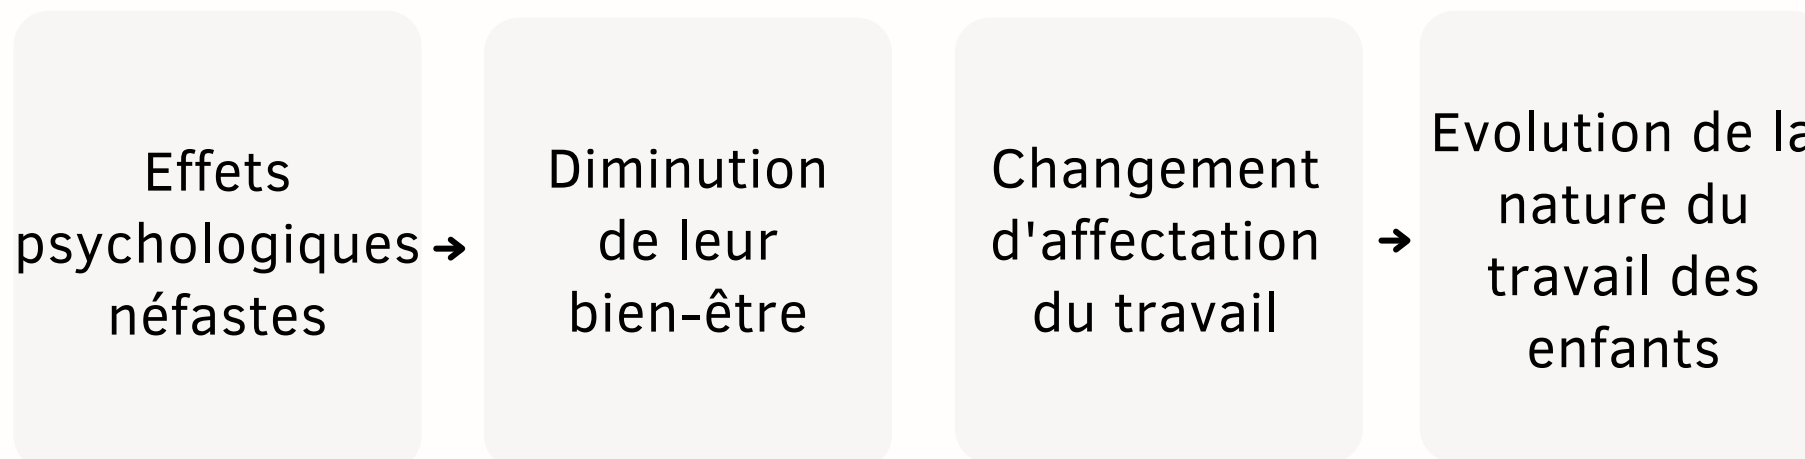 Effets
psychologiques
néfastes
Diminution
de leur
bien-être
Changement
d'affectation
du travail
Evolution de la
nature du
travail des
enfants